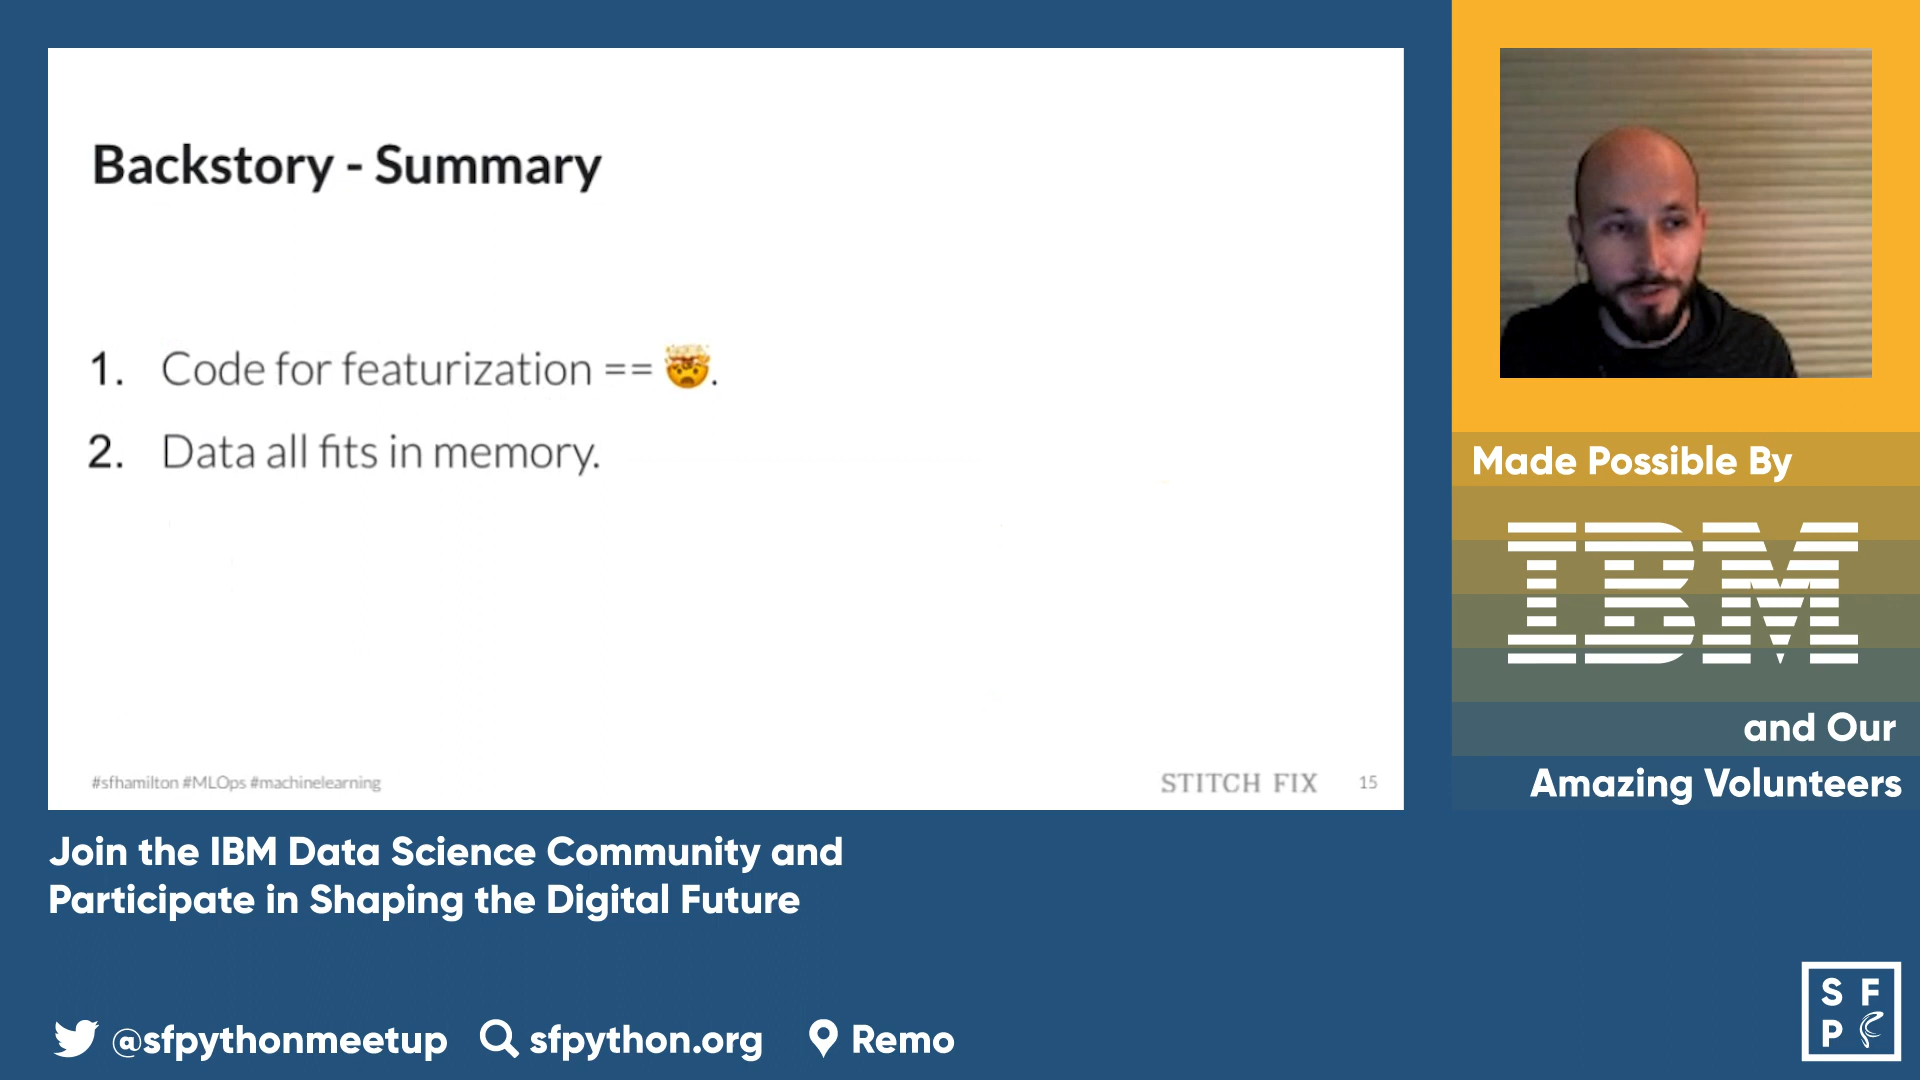 Backstory - Summary
1. Code for featurization == 🤯.
2. Data all fits in memory.
#sfhamilton #MLOps #machinelearning
STITCH FIX
15
Made Possible By
IBM
and Our
Amazing Volunteers
Join the IBM Data Science Community and
Participate in Shaping the Digital Future
@sfpythonmeetup
sfpython.org
Remo
S F
P